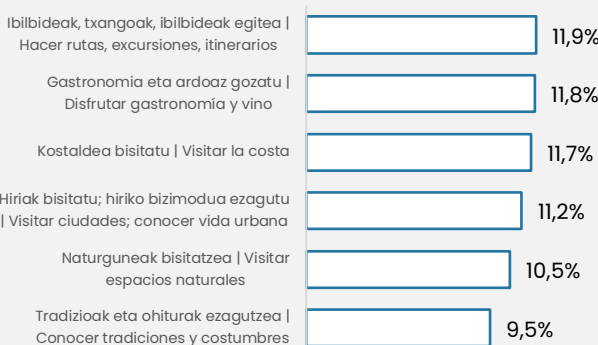 Ibilbideak, txangoak, ibilbideak egitea |
Hacer rutas, excursiones, itinerarios
11,9%
Gastronomia eta ardoaz gozatu |
Disfrutar gastronomía y vino
11,8%
Kostaldea bisitatu | Visitar la costa
11,7%
Hiriak bisitatu; hiriko bizimodua ezagutu
| Visitar ciudades; conocer vida urbana
11,2%
Naturguneak bisitatzea | Visitar
espacios naturales
10,5%
Tradizioak eta ohiturak ezagutzea |
Conocer tradiciones y costumbres
9,5%